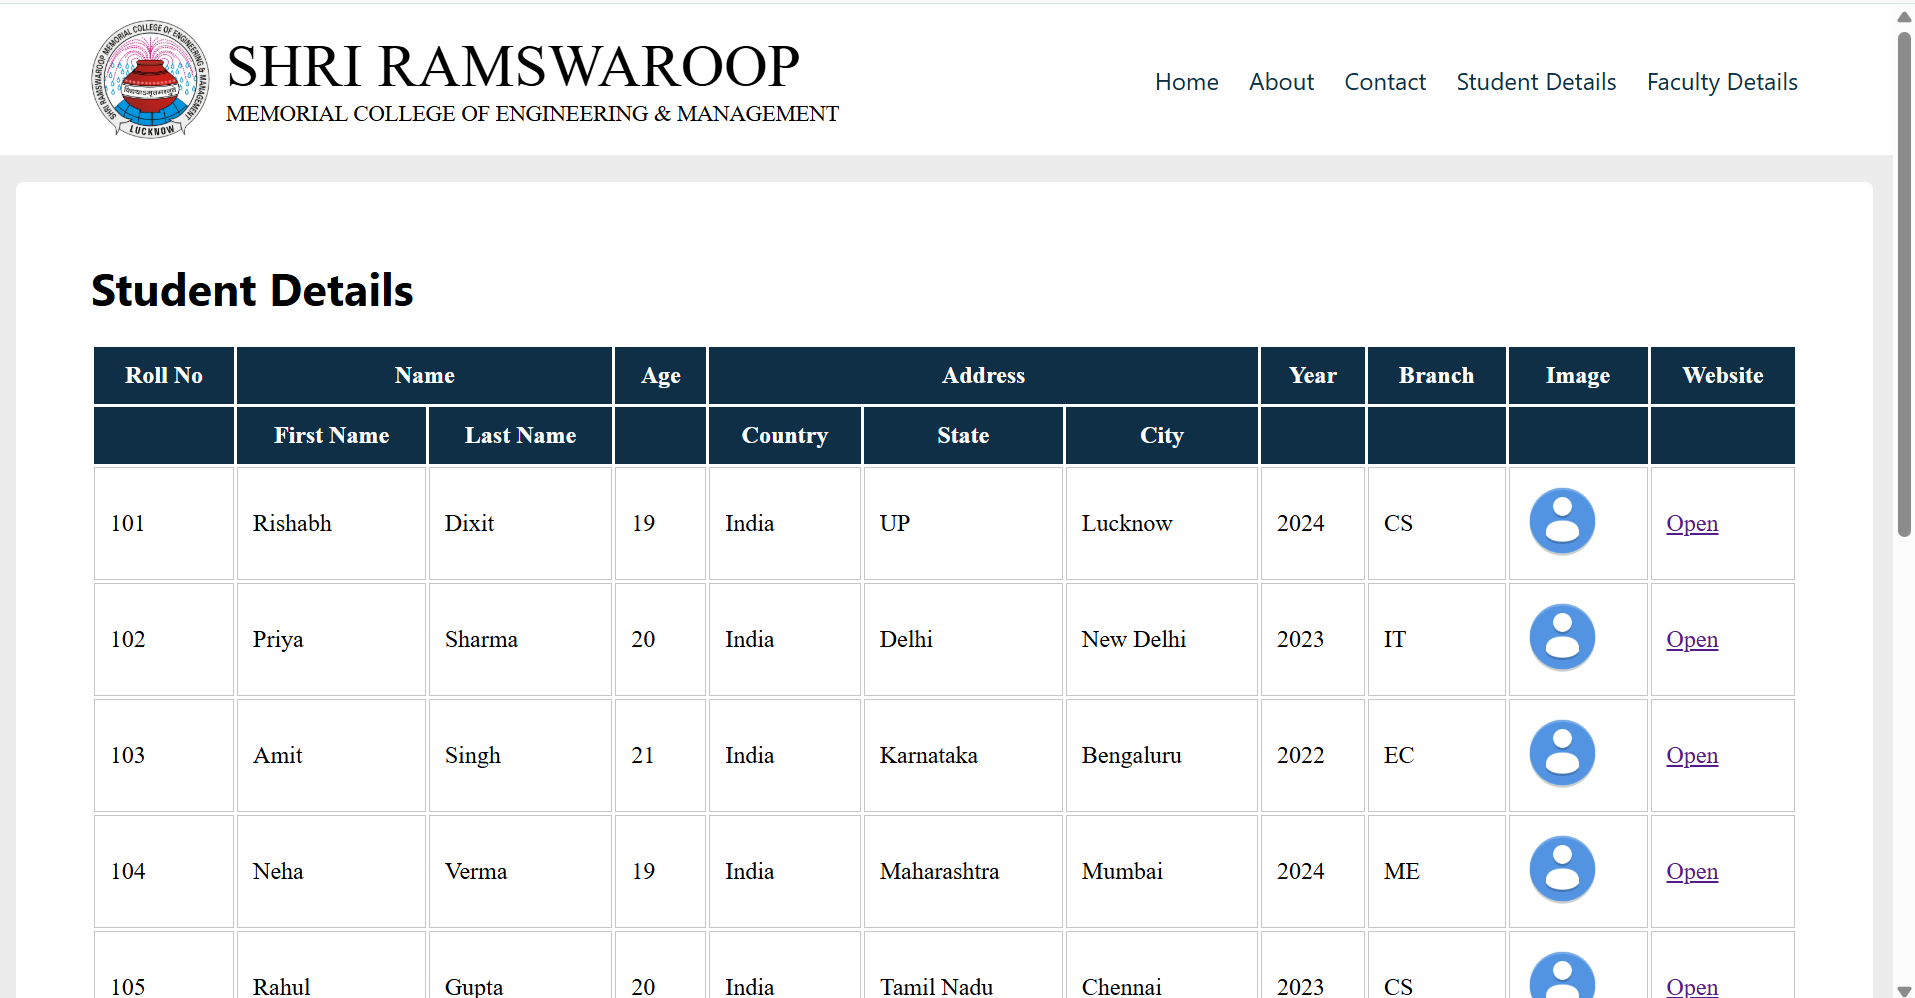 SHRI RAMSWAROOP MEMORIAL COLLEGE OF ENGINEERING & MANAGEMENT
LUCKNOW
SHRI RAMSWAROOP
MEMORIAL COLLEGE OF ENGINEERING & MANAGEMENT
Home About Contact Student Details Faculty Details
Student Details
Roll No Name Age Address Year Branch Image Website
First Name Last Name Country State City
101 Rishabh Dixit 19 India UP Lucknow 2024 CS Open
102 Priya Sharma 20 India Delhi New Delhi 2023 IT Open
103 Amit Singh 21 India Karnataka Bengaluru 2022 EC Open
104 Neha Verma 19 India Maharashtra Mumbai 2024 ME Open
105 Rahul Gupta 20 India Tamil Nadu Chennai 2023 CS Open